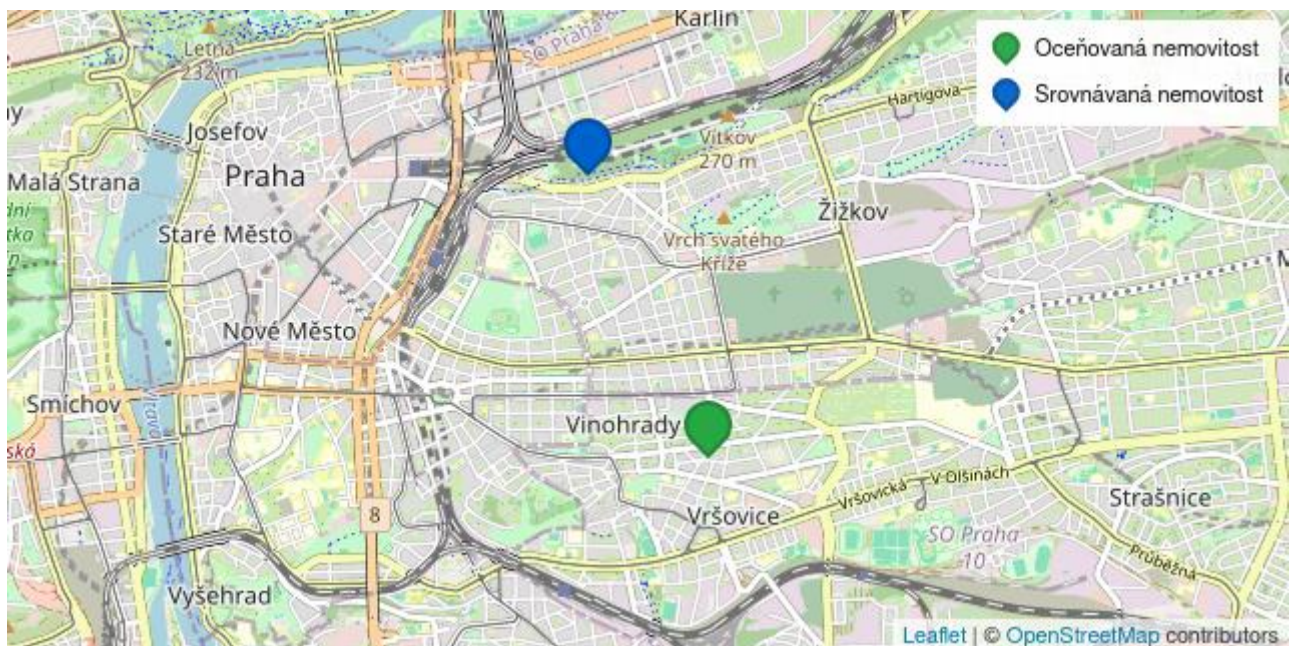 Karlín
Letná
232 m
SO Praha
Oceňovaná nemovitost
Srovnávaná nemovitost
Hartigova
Josefov
Vítkov
270 m
Praha
Malá Strana
Žižkov
Staré Město
Vrch svatého
Kříže
Nové Město
Smíchov
Vltava
Vinohrady
V Olšinách
Vršovická
Strašnice
8
Vršovice
SO Praha
10
Průběžná
Vyšehrad
Leaflet | © OpenStreetMap contributors